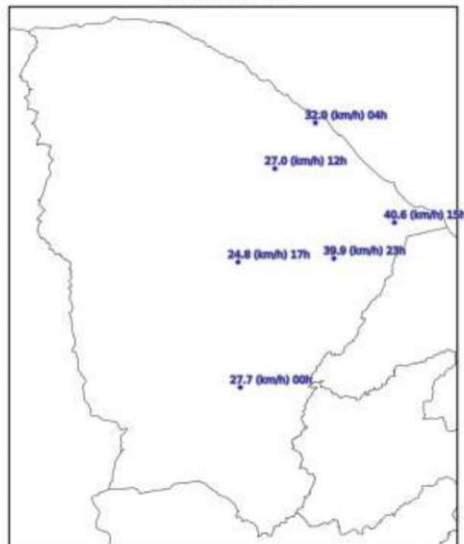 32.0 (km/h) 04h
27.0 (km/h) 12h
40.6 (km/h) 15h
39.9 (km/h) 23h
24.8 (km/h) 17h
27.7 (km/h) 00h